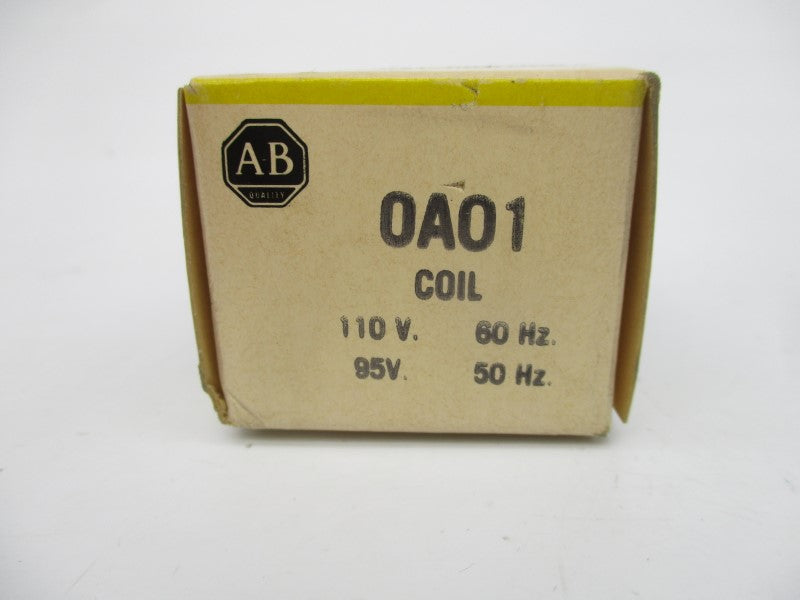 AB
QUALITY
0A01
COIL
110 V. 60 Hz.
95V. 50 Hz.